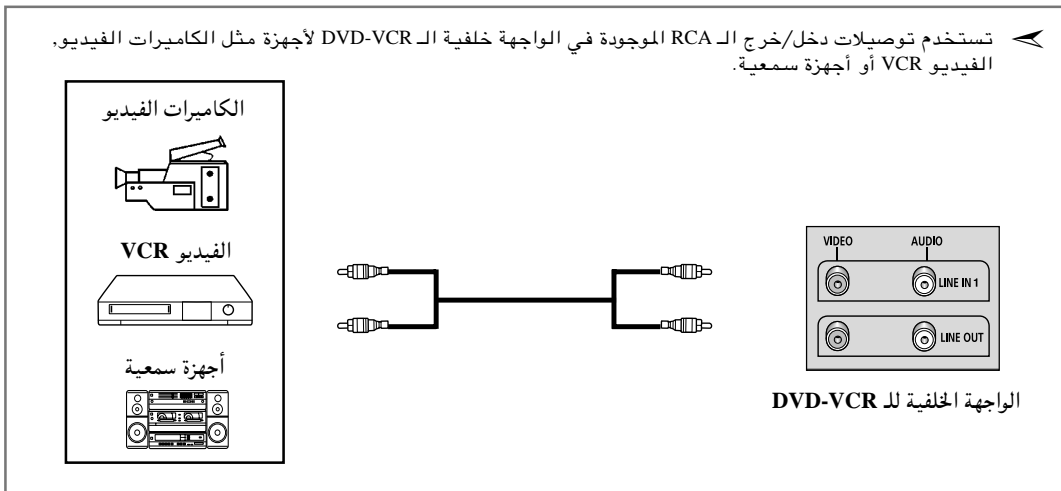 تستخدم توصيلات دخل/خرج الـ RCA الموجودة في الواجهة خلفية الـ DVD-VCR لأجهزة مثل الكاميرات الفيديو,
الفيديو VCR أو أجهزة سمعية.
الكاميرات الفيديو
الفيديو VCR
أجهزة سمعية
VIDEO AUDIO
LINE IN 1
LINE OUT
الواجهة الخلفية للـ DVD-VCR